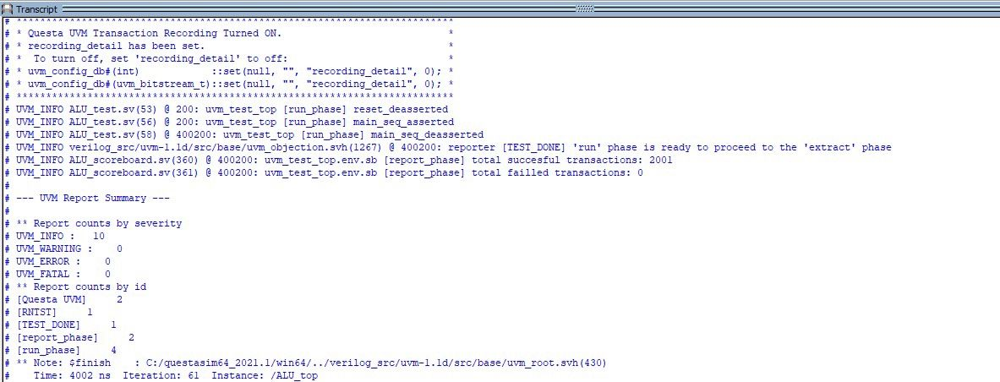 Transcript
# ***************************************************************************
# * Questa UVM Transaction Recording Turned ON.                             *
# * recording_detail has been set.                                          *
# *  To turn off, set 'recording_detail' to off:                            *
# * uvm_config_db#(int)            ::set(null, "", "recording_detail", 0); *
# * uvm_config_db#(uvm_bitstream_t)::set(null, "", "recording_detail", 0); *
# ***************************************************************************
# UVM_INFO ALU_test.sv(53) @ 200: uvm_test_top [run_phase] reset_deasserted
# UVM_INFO ALU_test.sv(56) @ 200: uvm_test_top [run_phase] main_seq_asserted
# UVM_INFO ALU_test.sv(58) @ 400200: uvm_test_top [run_phase] main_seq_deasserted
# UVM_INFO verilog_src/uvm-1.1d/src/base/uvm_objection.svh(1267) @ 400200: reporter [TEST_DONE] 'run' phase is ready to proceed to the 'extract' phase
# UVM_INFO ALU_scoreboard.sv(360) @ 400200: uvm_test_top.env.sb [report_phase] total succesful transactions: 2001
# UVM_INFO ALU_scoreboard.sv(361) @ 400200: uvm_test_top.env.sb [report_phase] total failled transactions: 0
#
# --- UVM Report Summary ---
#
# ** Report counts by severity
# UVM_INFO :   10
# UVM_WARNING :    0
# UVM_ERROR :    0
# UVM_FATAL :    0
# ** Report counts by id
# [Questa UVM]     2
# [RNTST]     1
# [TEST_DONE]     1
# [report_phase]     2
# [run_phase]     4
# ** Note: $finish    : C:/questasim64_2021.1/win64/../verilog_src/uvm-1.1d/src/base/uvm_root.svh(430)
#    Time: 4002 ns  Iteration: 61  Instance: /ALU_top